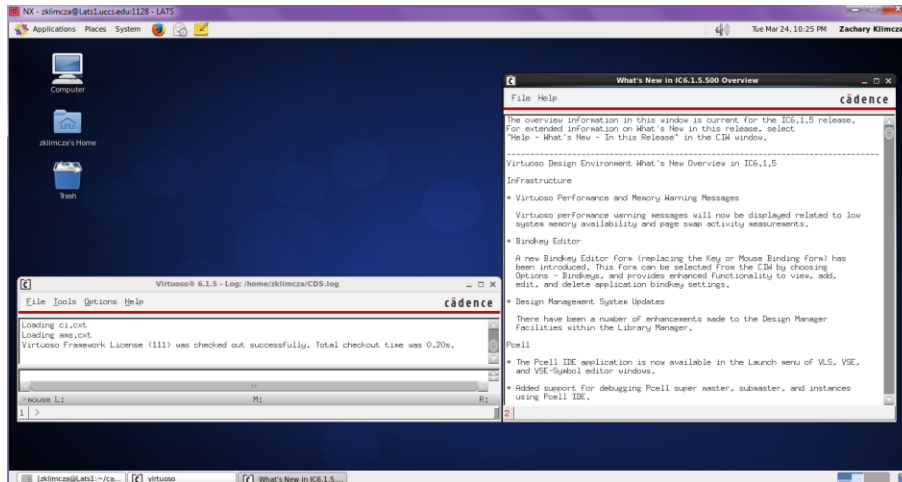 NX - zklimcza@Lats1.uccs.edu:1128 - LATS
Applications Places System
Tue Mar 24, 10:25 PM Zachary Klimcza
Computer
zklimcza's Home
Trash
What's New in IC6.1.5.500 Overview
File Help
cādence
The overview information in this window is current for the IC6.1.5 release.
For extended information on What's New in this release, select
"Help - What's New - In this Release" in the CIW window.
Virtuoso Design Environment What's New Overview in IC6.1.5
Infrastructure
* Virtuoso Performance and Memory Warning Messages
Virtuoso performance warning messages will now be displayed related to low
system memory availability and page swap activity measurements.
* Bindkey Editor
A new Bindkey Editor form (replacing the Key or Mouse Binding form) has
been introduced. This form can be selected from the CIW by choosing
Options - Bindkeys, and provides enhanced functionality to view, add,
edit, and delete application bindkey settings.
* Design Management System Updates
There have been a number of enhancements made to the Design Manager
facilities within the Library Manager.
Pcell
* The Pcell IDE application is now available in the Launch menu of VLS, VSE,
and VSE-Symbol editor windows.
* Added support for debugging Pcell super master, submaster, and instances
using Pcell IDE.
2
Virtuoso® 6.1.5 - Log: /home/zklimcza/CDS.log
File Tools Options Help
cādence
Loading ci.cxt
Loading ams.cxt
Virtuoso Framework License (111) was checked out successfully. Total checkout time was 0.20s.
mouse L: M: R:
1 >
[zklimcza@Lats1:~/ca... virtuoso What's New in IC6.1.5....